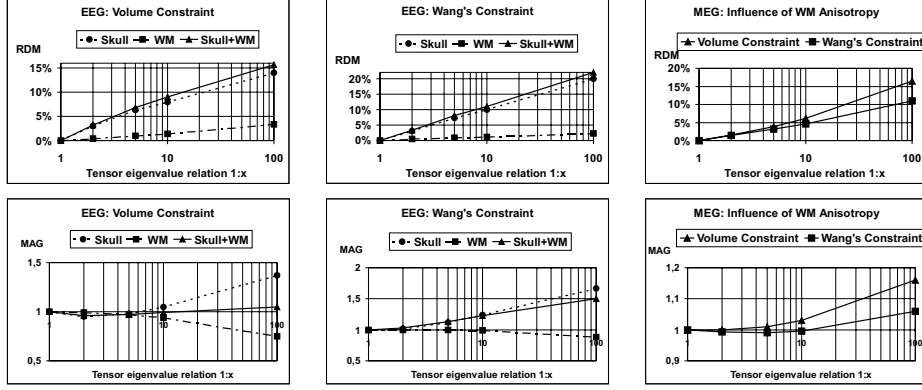 EEG: Volume Constraint
Skull WM Skull+WM
RDM
15%
10%
5%
0%
1 10 100
Tensor eigenvalue relation 1:x
EEG: Wang's Constraint
Skull WM Skull+WM
RDM
20%
15%
10%
5%
0%
1 10 100
Tensor eigenvalue relation 1:x
MEG: Influence of WM Anisotropy
Volume Constraint Wang's Constraint
RDM
20%
15%
10%
5%
0%
1 10 100
Tensor eigenvalue relation 1:x
EEG: Volume Constraint
Skull WM Skull+WM
MAG
1,5
1
0,5
1 10 100
Tensor eigenvalue relation 1:x
EEG: Wang's Constraint
Skull WM Skull+WM
MAG
2
1,5
1
0,5
1 10 100
Tensor eigenvalue relation 1:x
MEG: Influence of WM Anisotropy
Volume Constraint Wang's Constraint
MAG
1,2
1,1
1
0,9
1 10 100
Tensor eigenvalue relation 1:x